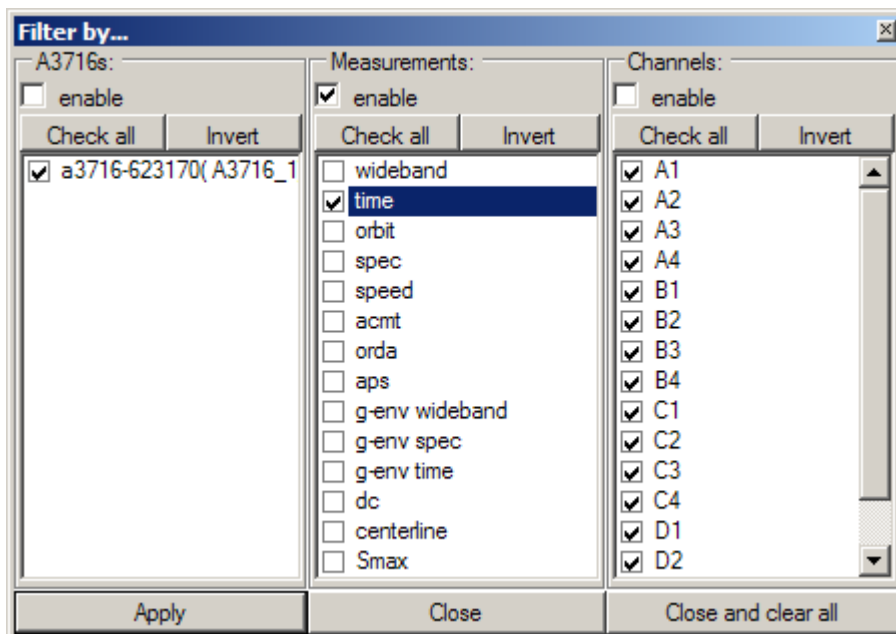 Filter by...
A3716s:
enable
Check all Invert
a3716-623170( A3716_1
Measurements:
enable
Check all Invert
wideband
time
orbit
spec
speed
acmt
orda
aps
g-env wideband
g-env spec
g-env time
dc
centerline
Smax
Channels:
enable
Check all Invert
A1
A2
A3
A4
B1
B2
B3
B4
C1
C2
C3
C4
D1
D2
Apply Close Close and clear all